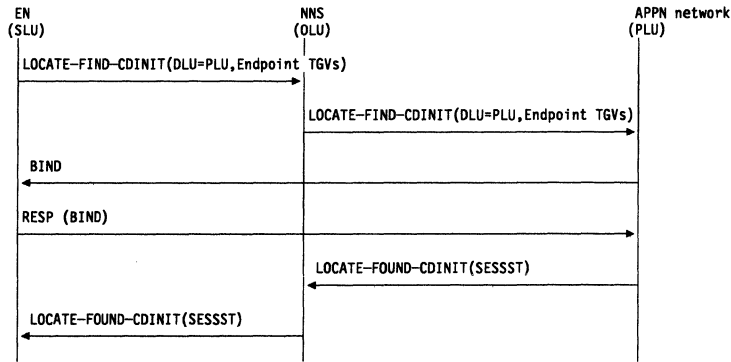 EN NNS APPN network
(SLU) (OLU) (PLU)
LOCATE-FIND-CDINIT(DLU=PLU,Endpoint TGVs)
LOCATE-FIND-CDINIT(DLU=PLU,Endpoint TGVs)
BIND
RESP (BIND)
LOCATE-FOUND-CDINIT(SESSST)
LOCATE-FOUND-CDINIT(SESSST)